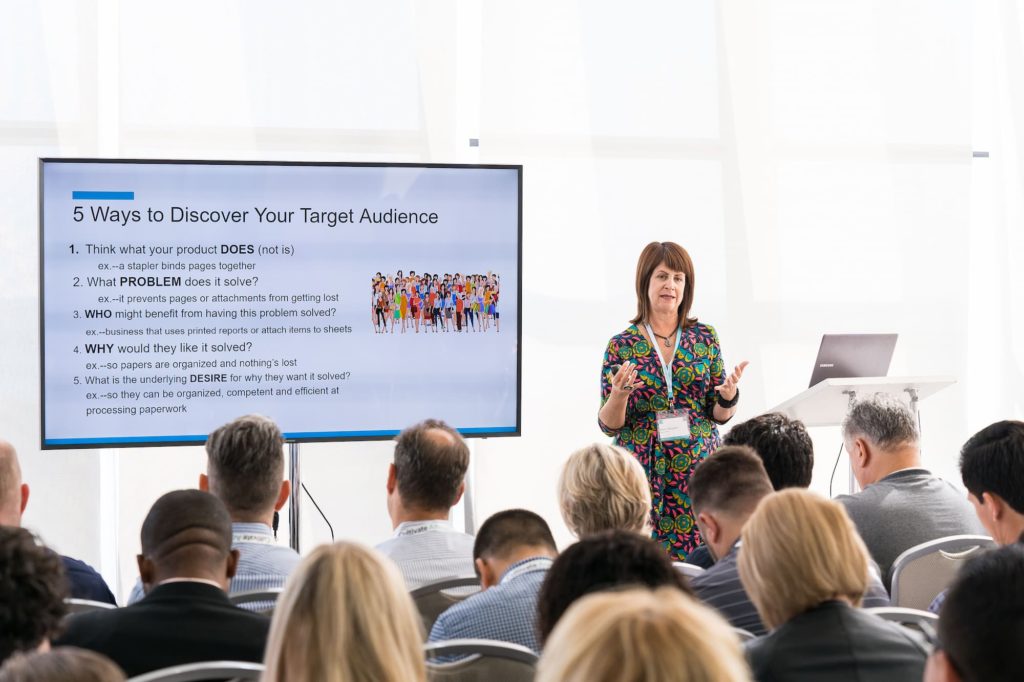 5 Ways to Discover Your Target Audience
1. Think what your product DOES (not is)
ex.--a stapler binds pages together
2. What PROBLEM does it solve?
ex.--it prevents pages or attachments from getting lost
3. WHO might benefit from having this problem solved?
ex.--business that uses printed reports or attach items to sheets
4. WHY would they like it solved?
ex.--so papers are organized and nothing's lost
5. What is the underlying DESIRE for why they want it solved?
ex.--so they can be organized, competent and efficient at
processing paperwork
SAMSUNG